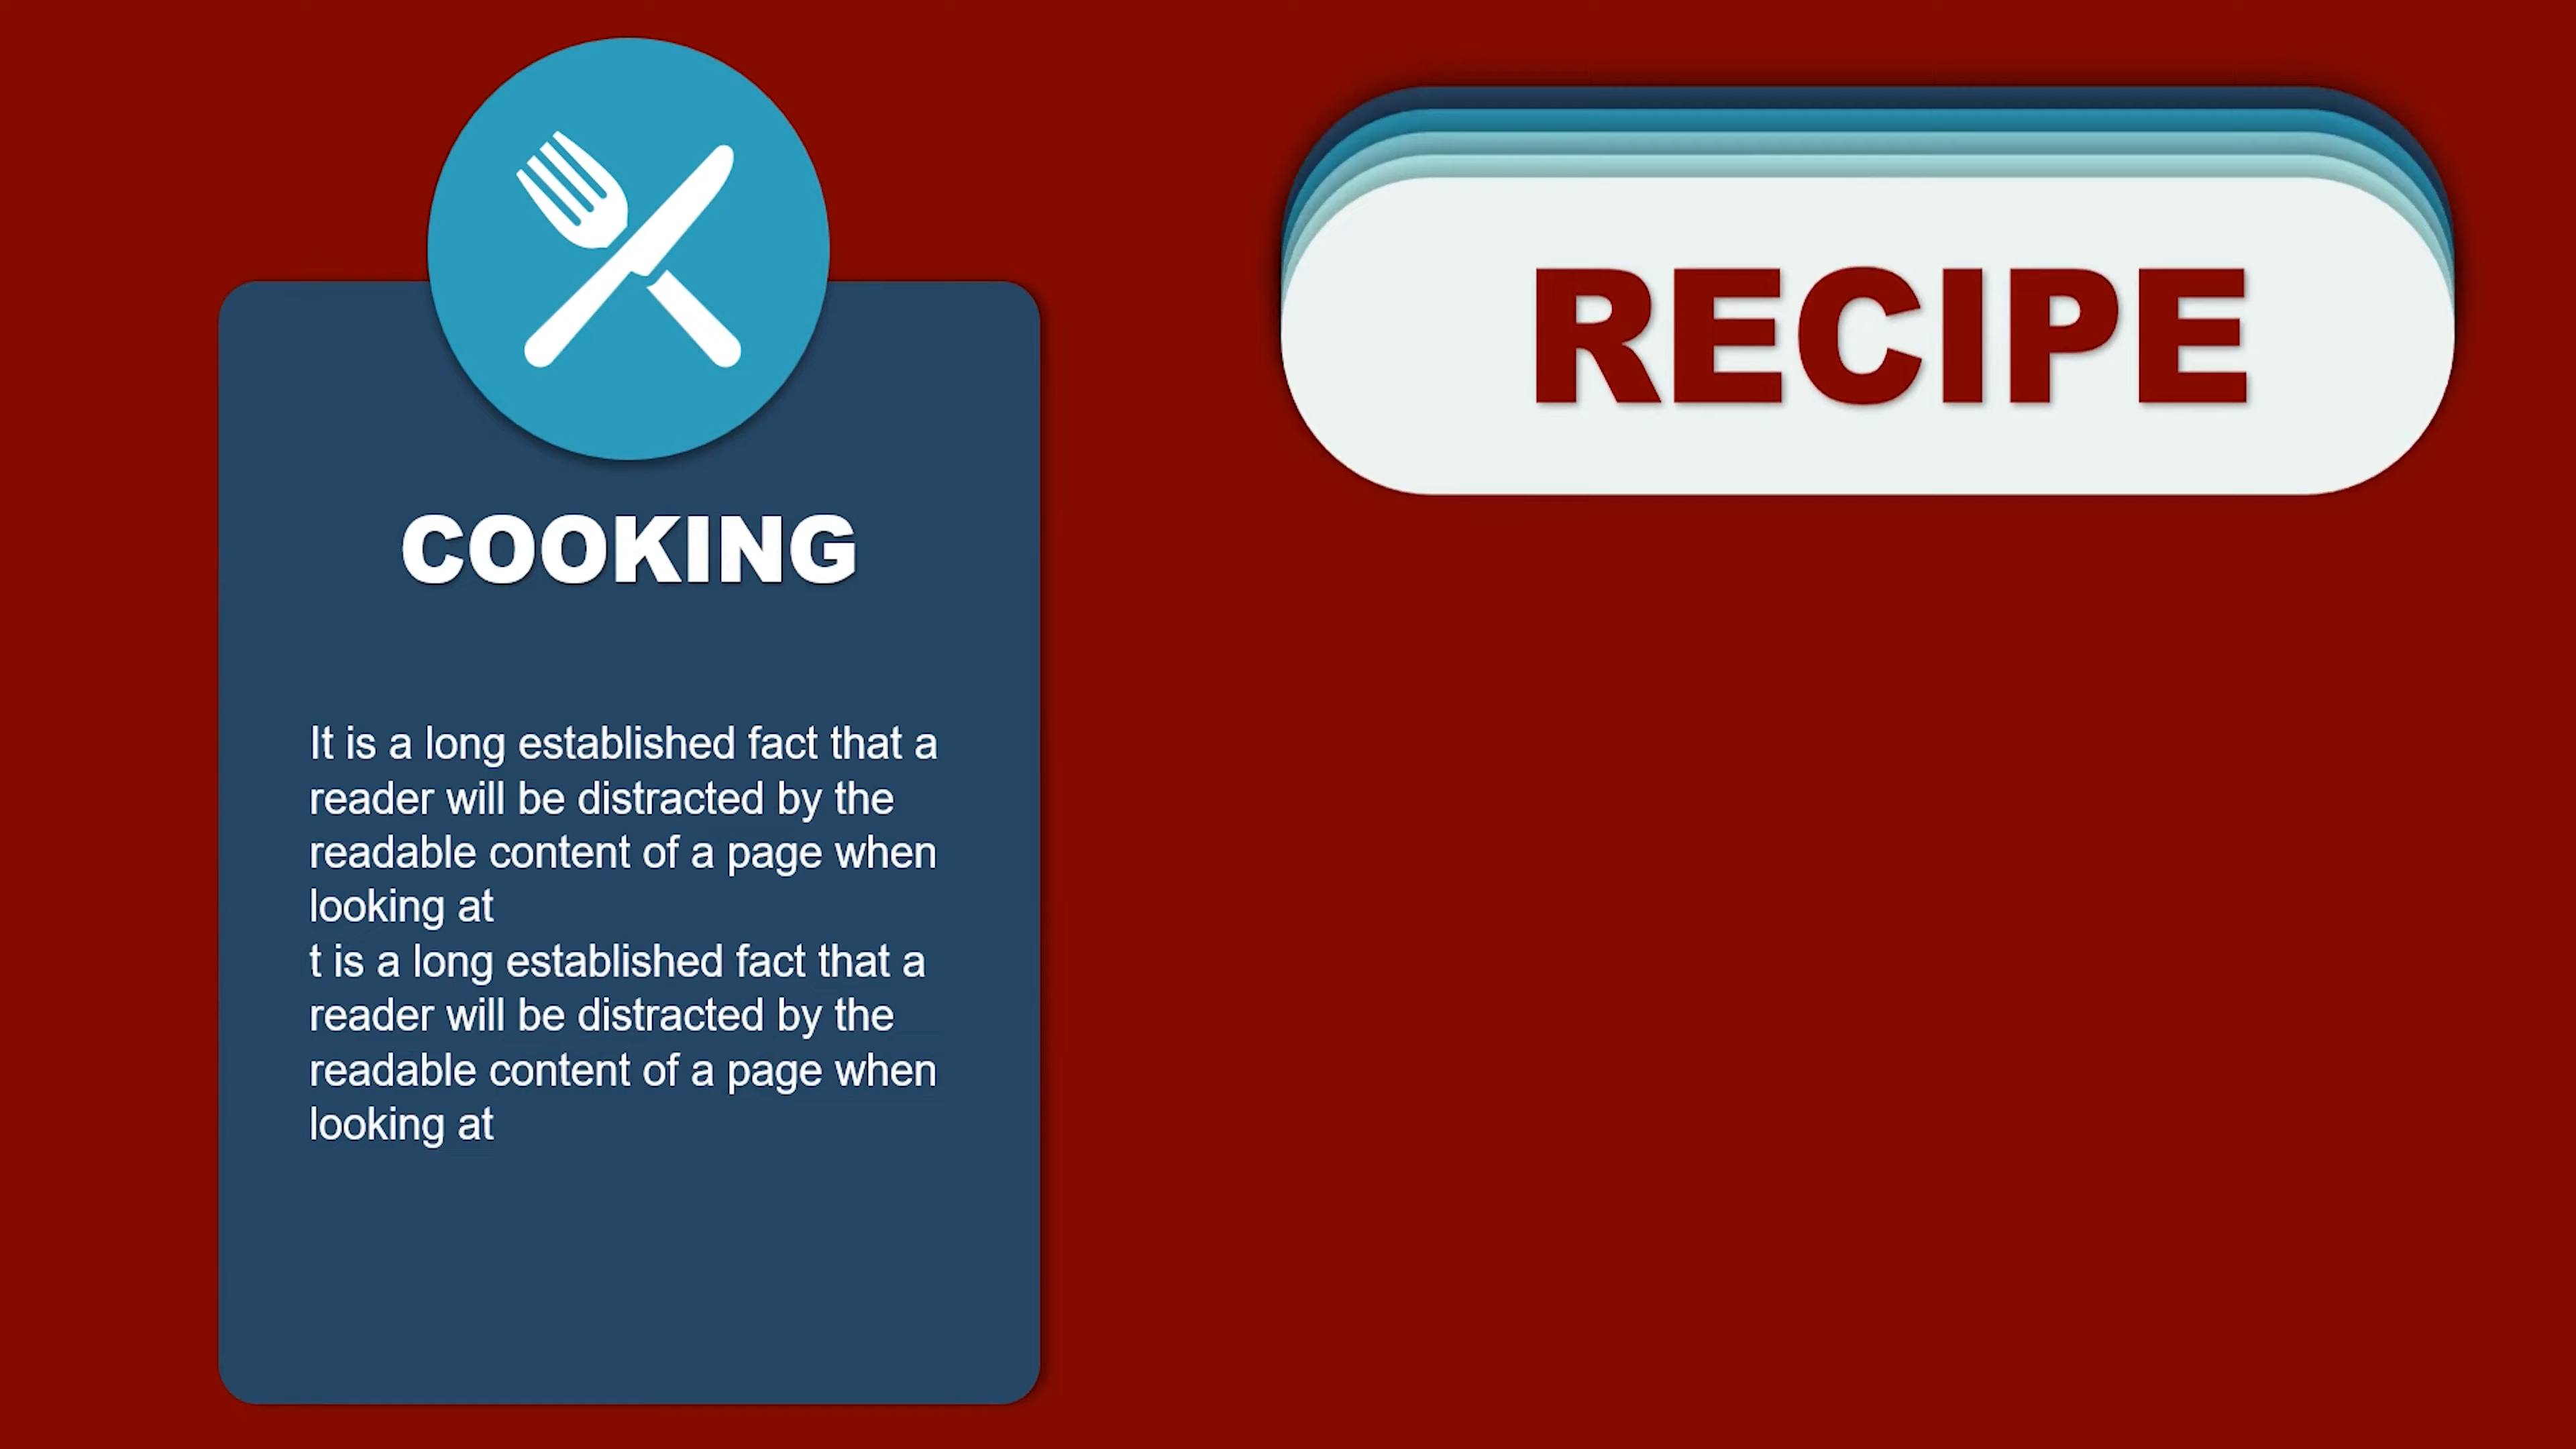 COOKING
It is a long established fact that a
reader will be distracted by the
readable content of a page when
looking at
t is a long established fact that a
reader will be distracted by the
readable content of a page when
looking at
RECIPE